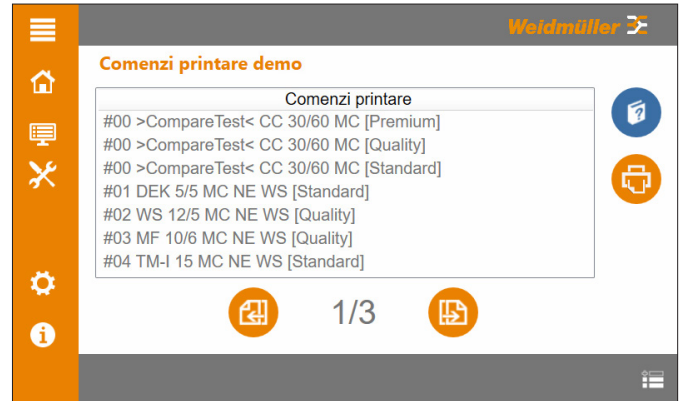 Weidmüller
Comenzi printare demo
Comenzi printare
#00 >CompareTest< CC 30/60 MC [Premium]
#00 >CompareTest< CC 30/60 MC [Quality]
#00 >CompareTest< CC 30/60 MC [Standard]
#01 DEK 5/5 MC NE WS [Standard]
#02 WS 12/5 MC NE WS [Quality]
#03 MF 10/6 MC NE WS [Quality]
#04 TM-I 15 MC NE WS [Standard]
1/3